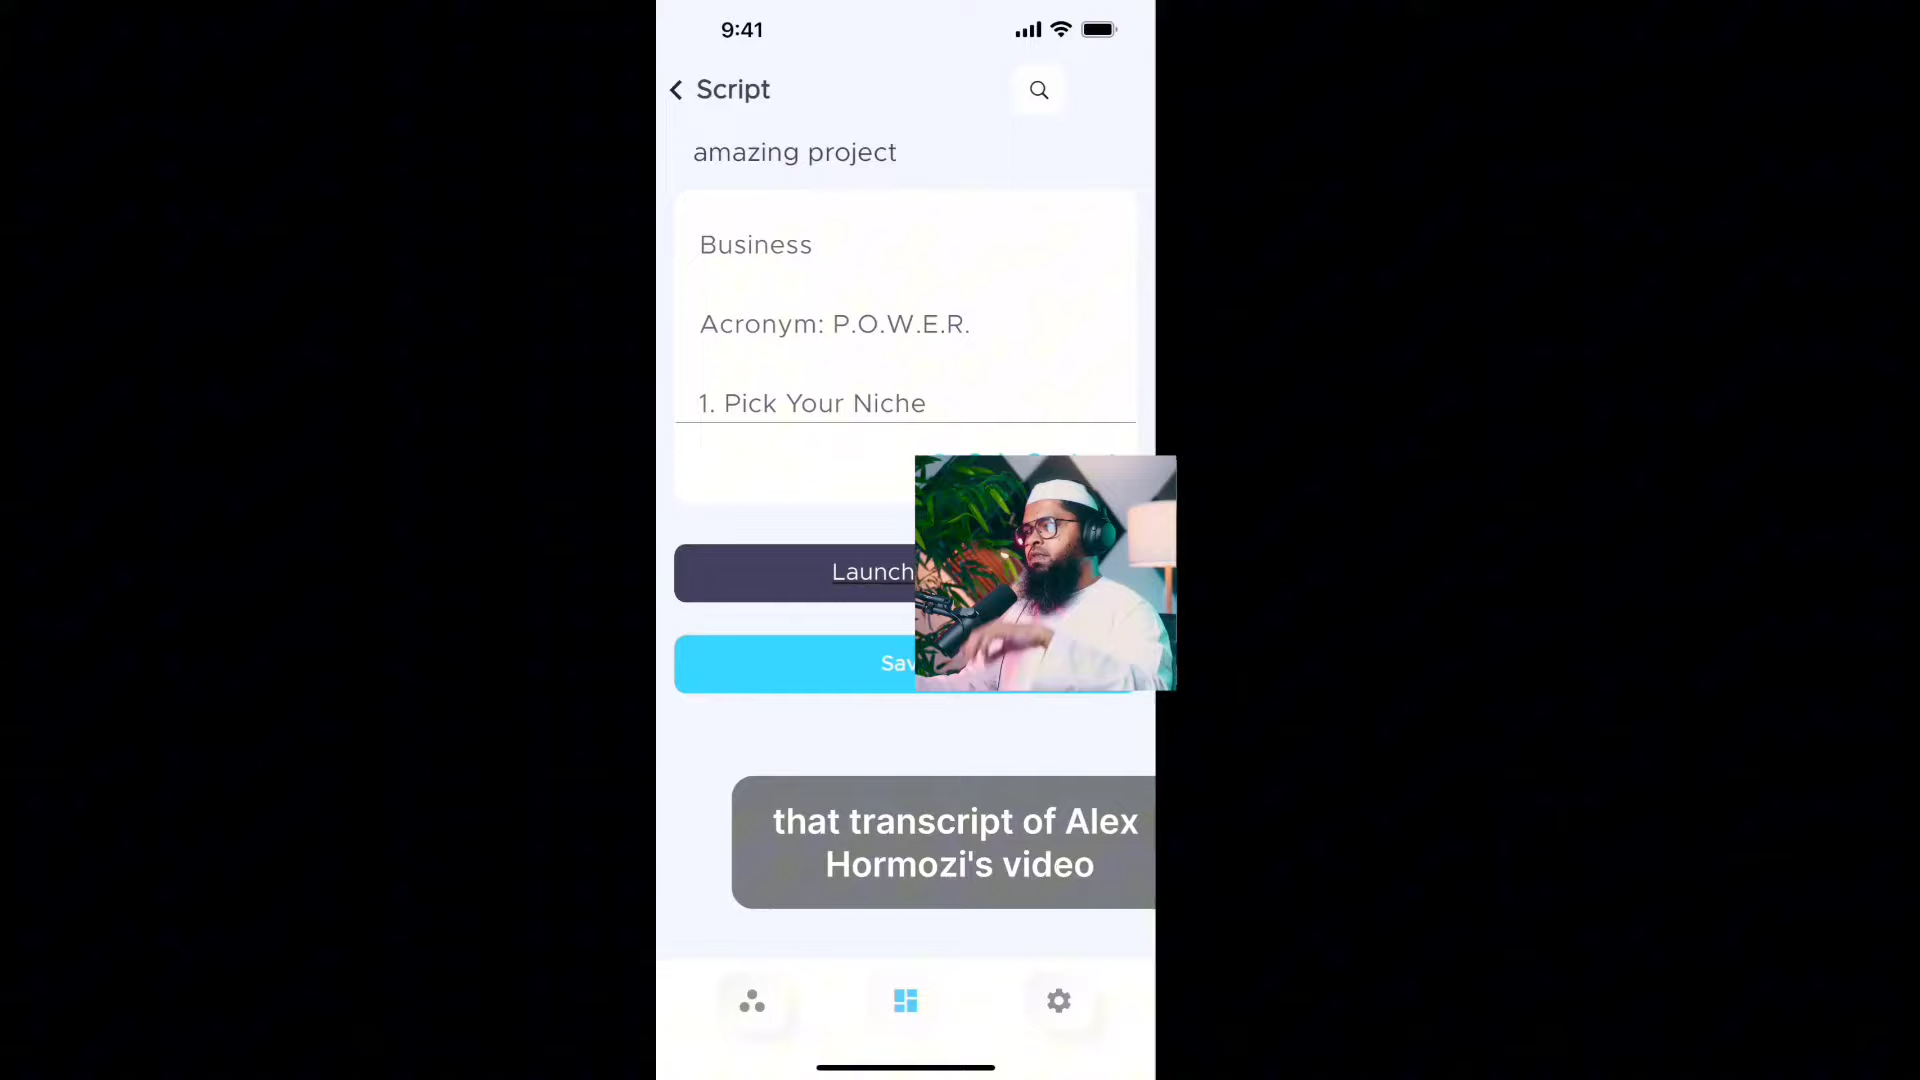 9:41
Script
amazing project
Business
Acronym: P.O.W.E.R.
1. Pick Your Niche
Launch
Sav
that transcript of Alex
Hormozi's video